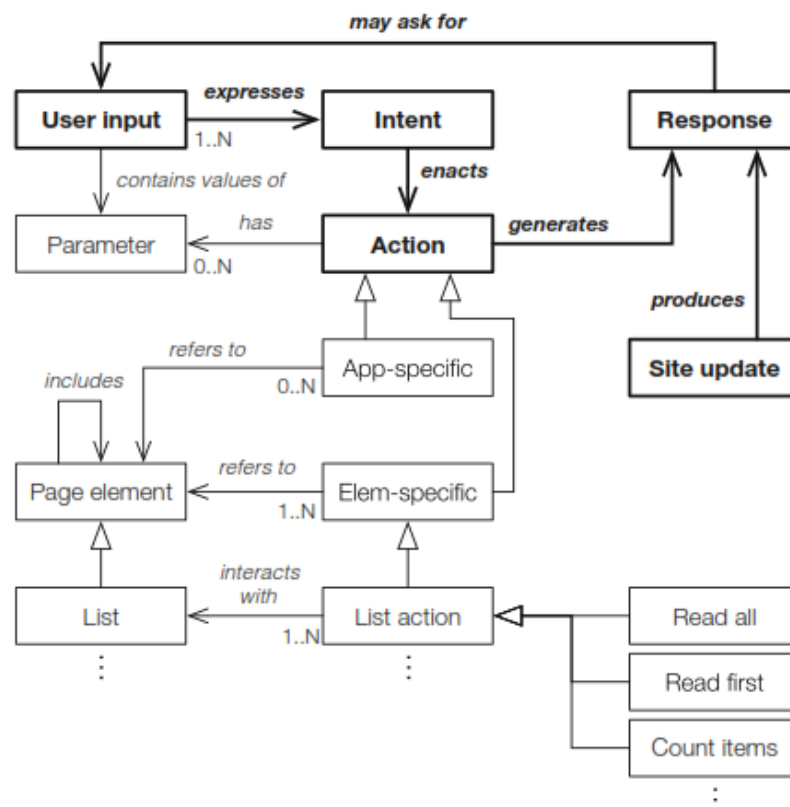 may ask for
User input
expresses
1..N
Intent
Response
contains values of
enacts
Parameter
has
0..N
Action
generates
produces
refers to
0..N
App-specific
Site update
includes
Page element
refers to
1..N
Elem-specific
List
interacts
with
1..N
List action
Read all
⋮
⋮
Read first
Count items
⋮